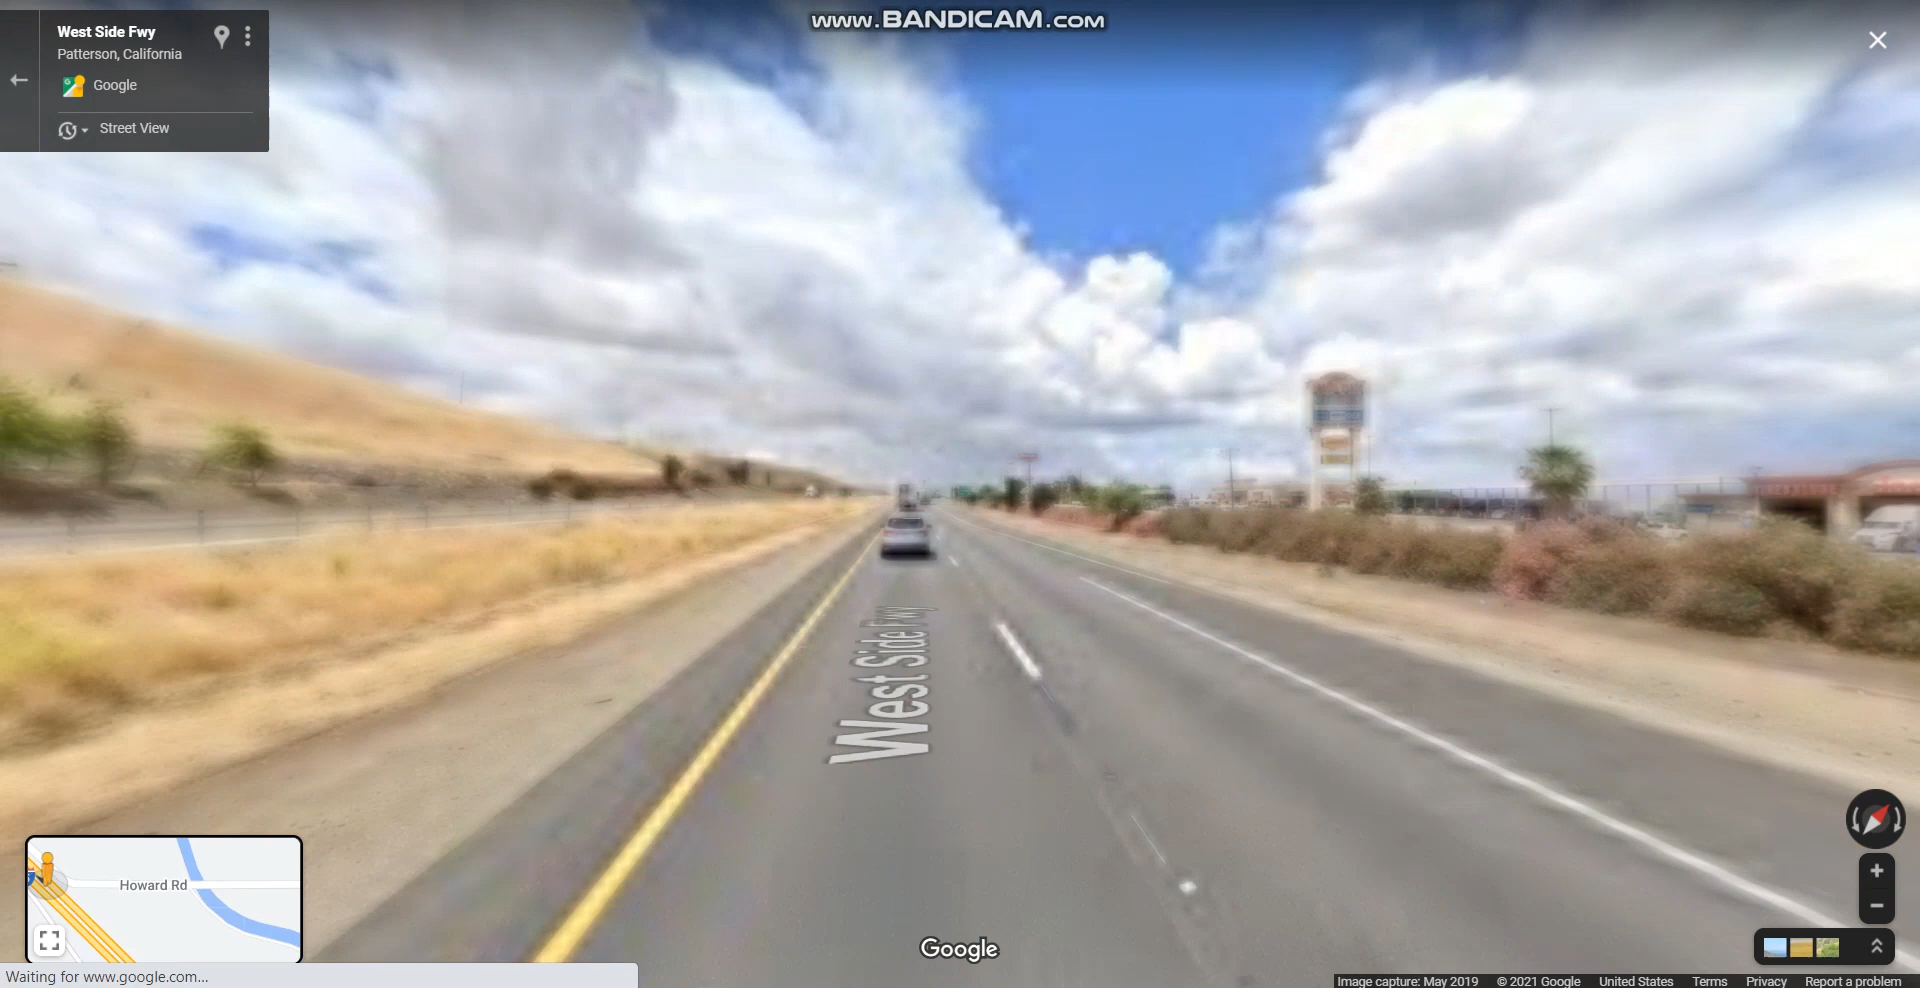 www.BANDICAM.com
West Side Fwy
Patterson, California
Google
Street View
West Side Fwy
Howard Rd
Google
Waiting for www.google.com...
Image capture: May 2019 © 2021 Google United States Terms Privacy Report a problem